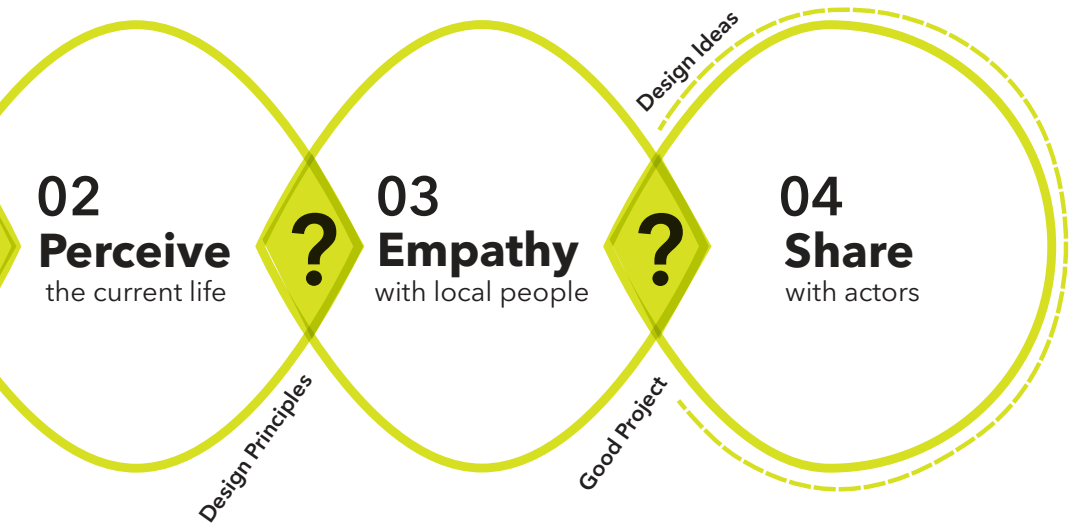 02
Perceive
the current life
?
Design Principles
03
Empathy
with local people
?
Design Ideas
Good Project
04
Share
with actors